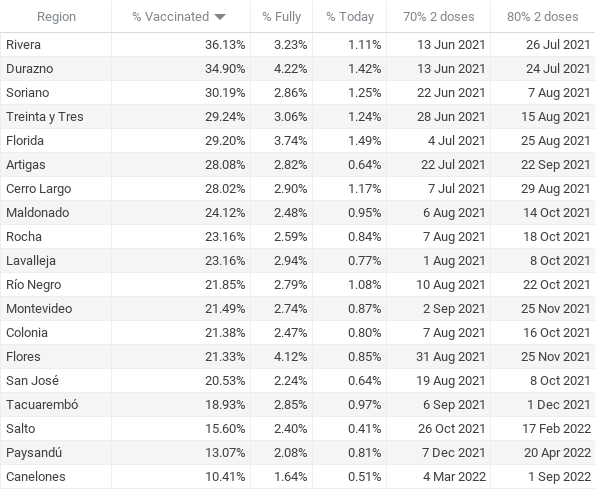 Region % Vaccinated % Fully % Today 70% 2 doses 80% 2 doses
Rivera 36.13% 3.23% 1.11% 13 Jun 2021 26 Jul 2021
Durazno 34.90% 4.22% 1.42% 13 Jun 2021 24 Jul 2021
Soriano 30.19% 2.86% 1.25% 22 Jun 2021 7 Aug 2021
Treinta y Tres 29.24% 3.06% 1.24% 28 Jun 2021 15 Aug 2021
Florida 29.20% 3.74% 1.49% 4 Jul 2021 25 Aug 2021
Artigas 28.08% 2.82% 0.64% 22 Jul 2021 22 Sep 2021
Cerro Largo 28.02% 2.90% 1.17% 7 Jul 2021 29 Aug 2021
Maldonado 24.12% 2.48% 0.95% 6 Aug 2021 14 Oct 2021
Rocha 23.16% 2.59% 0.84% 7 Aug 2021 18 Oct 2021
Lavalleja 23.16% 2.94% 0.77% 1 Aug 2021 8 Oct 2021
Río Negro 21.85% 2.79% 1.08% 10 Aug 2021 22 Oct 2021
Montevideo 21.49% 2.74% 0.87% 2 Sep 2021 25 Nov 2021
Colonia 21.38% 2.47% 0.80% 7 Aug 2021 16 Oct 2021
Flores 21.33% 4.12% 0.85% 31 Aug 2021 25 Nov 2021
San José 20.53% 2.24% 0.64% 19 Aug 2021 8 Oct 2021
Tacuarembó 18.93% 2.85% 0.97% 6 Sep 2021 1 Dec 2021
Salto 15.60% 2.40% 0.41% 26 Oct 2021 17 Feb 2022
Paysandú 13.07% 2.08% 0.81% 7 Dec 2021 20 Apr 2022
Canelones 10.41% 1.64% 0.51% 4 Mar 2022 1 Sep 2022